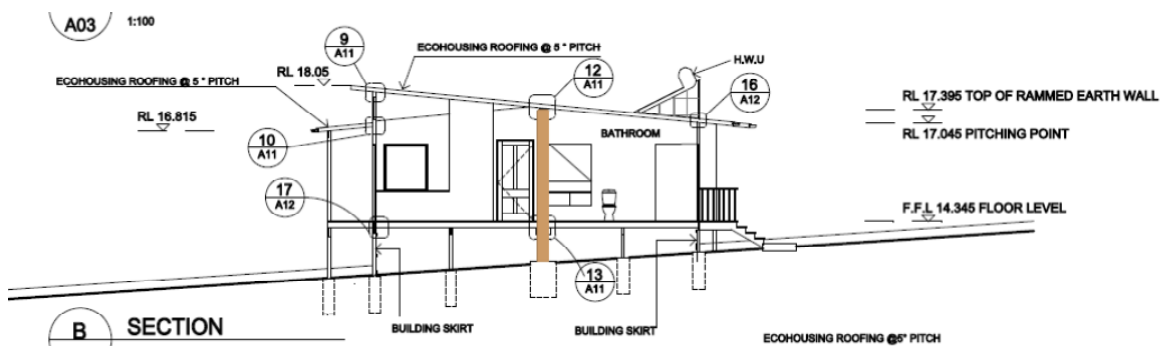 A03
1:100
9
A11
ECOHOUSING ROOFING @ 5 ° PITCH
H.W.U
RL 18.05
12
A11
ECOHOUSING ROOFING @ 5 ° PITCH
16
A12
RL 17.395 TOP OF RAMMED EARTH WALL
RL 16.815
BATHROOM
RL 17.045 PITCHING POINT
10
A11
17
A12
F.F.L 14.345 FLOOR LEVEL
13
A11
B
SECTION
BUILDING SKIRT
BUILDING SKIRT
ECOHOUSING ROOFING @5° PITCH